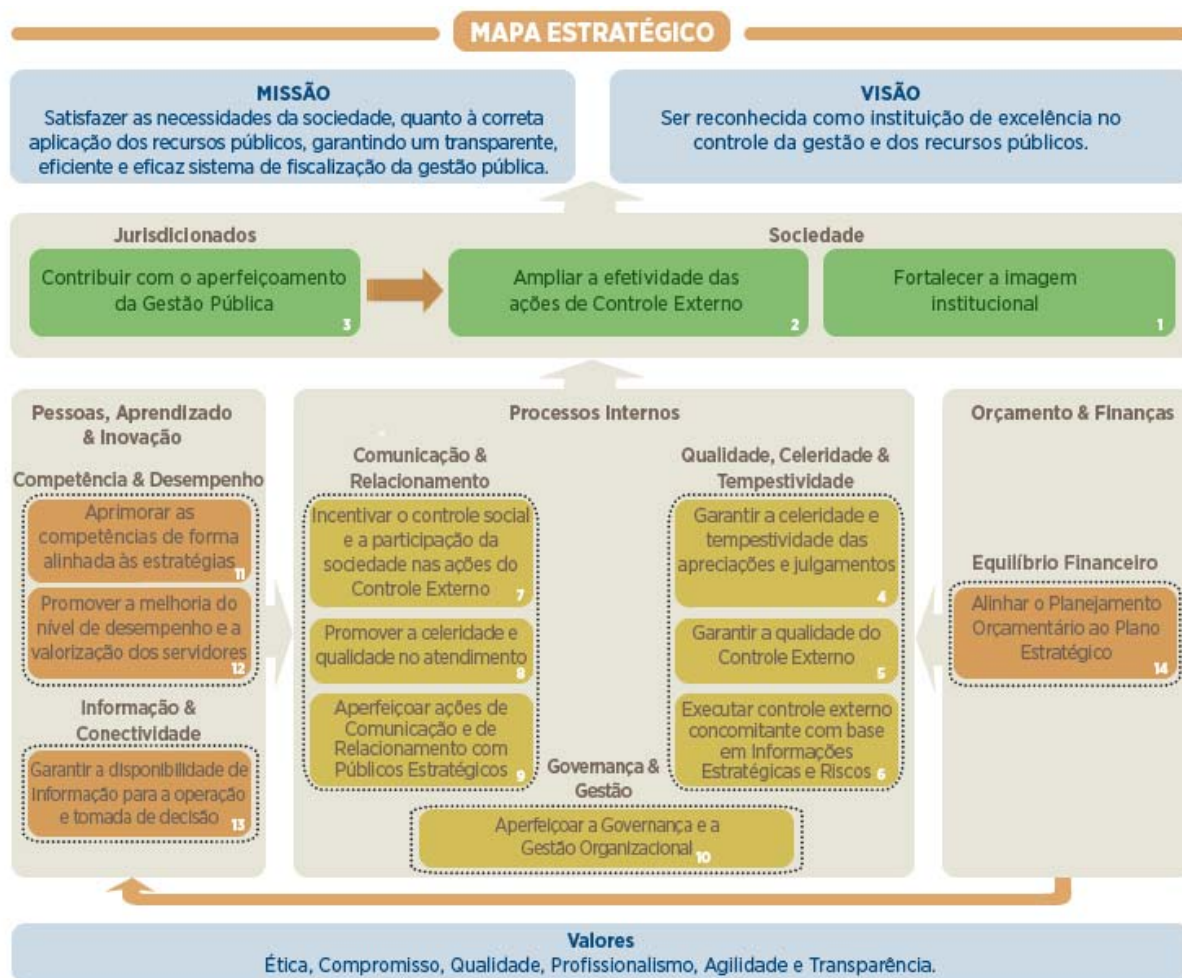 MAPA ESTRATÉGICO
MISSÃO
Satisfazer as necessidades da sociedade, quanto à correta
aplicação dos recursos públicos, garantindo um transparente,
eficiente e eficaz sistema de fiscalização da gestão pública.
VISÃO
Ser reconhecida como instituição de excelência no
controle da gestão e dos recursos públicos.
Jurisdicionados
Contribuir com o aperfeiçoamento
da Gestão Pública
3
Sociedade
Ampliar a efetividade das
ações de Controle Externo
2
Fortalecer a imagem
institucional
1
Pessoas, Aprendizado
& Inovação
Competência & Desempenho
Aprimorar as
competências de forma
alinhada às estratégias
11
Promover a melhoria do
nível de desempenho e a
valorização dos servidores
12
Informação &
Conectividade
Garantir a disponibilidade de
Informação para a operação
e tomada de decisão
13
Processos Internos
Comunicação &
Relacionamento
Incentivar o controle social
e a participação da
sociedade nas ações do
Controle Externo
7
Promover a celeridade e
qualidade no atendimento
8
Aperfeiçoar ações de
Comunicação e de
Relacionamento com
Públicos Estratégicos
9
Qualidade, Celeridade &
Tempestividade
Garantir a celeridade e
tempestividade das
apreciações e julgamentos
4
Garantir a qualidade do
Controle Externo
5
Executar controle externo
concomitante com base
em Informações
Estratégicas e Riscos
6
Governança &
Gestão
Aperfeiçoar a Governança e a
Gestão Organizacional
10
Orçamento & Finanças
Equilíbrio Financeiro
Alinhar o Planejamento
Orçamentário ao Plano
Estratégico
14
Valores
Ética, Compromisso, Qualidade, Profissionalismo, Agilidade e Transparência.